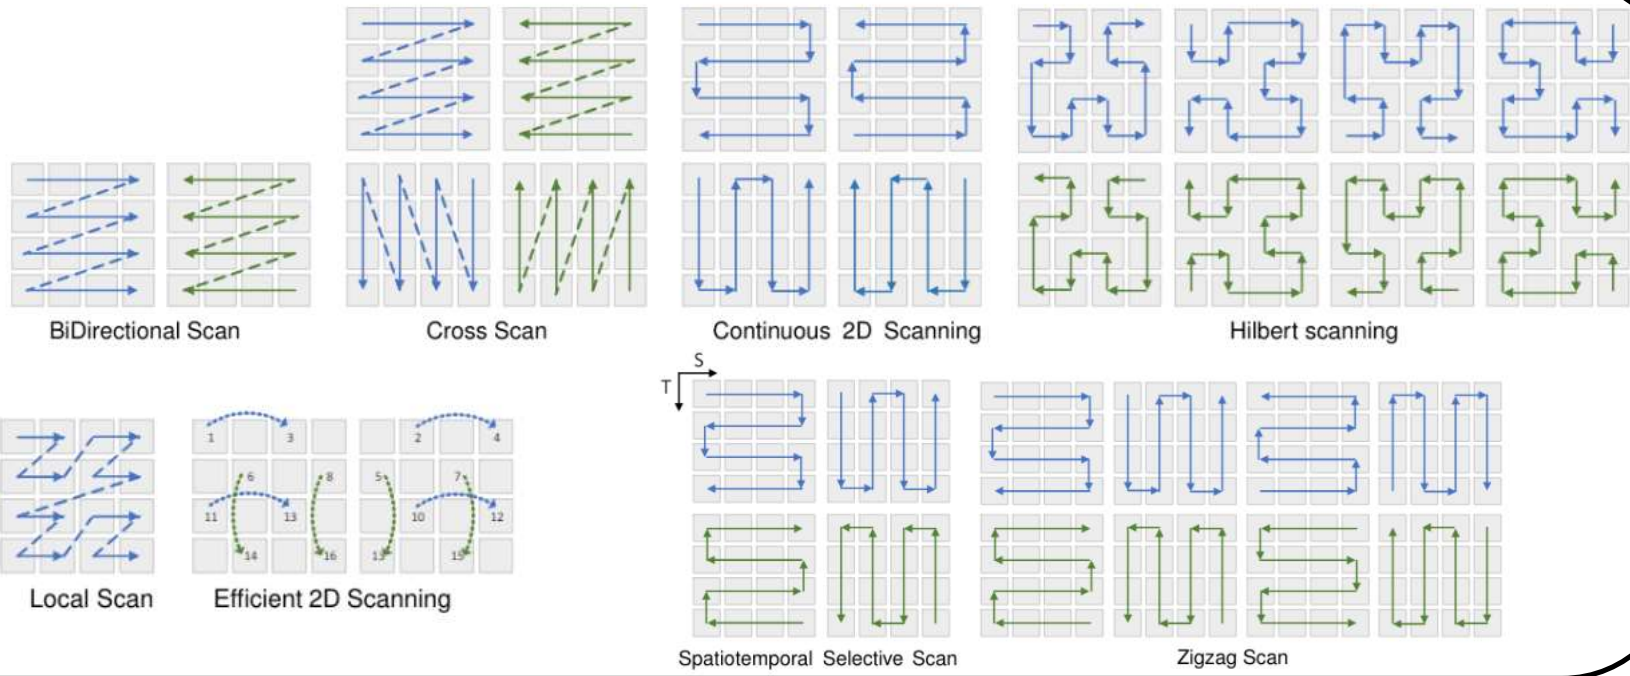 BiDirectional Scan
Cross Scan
Continuous 2D Scanning
Hilbert scanning
S
T
1 3 2 4
6 8 5 7
11 13 10 12
14 16 13 15
Local Scan
Efficient 2D Scanning
Spatiotemporal Selective Scan
Zigzag Scan